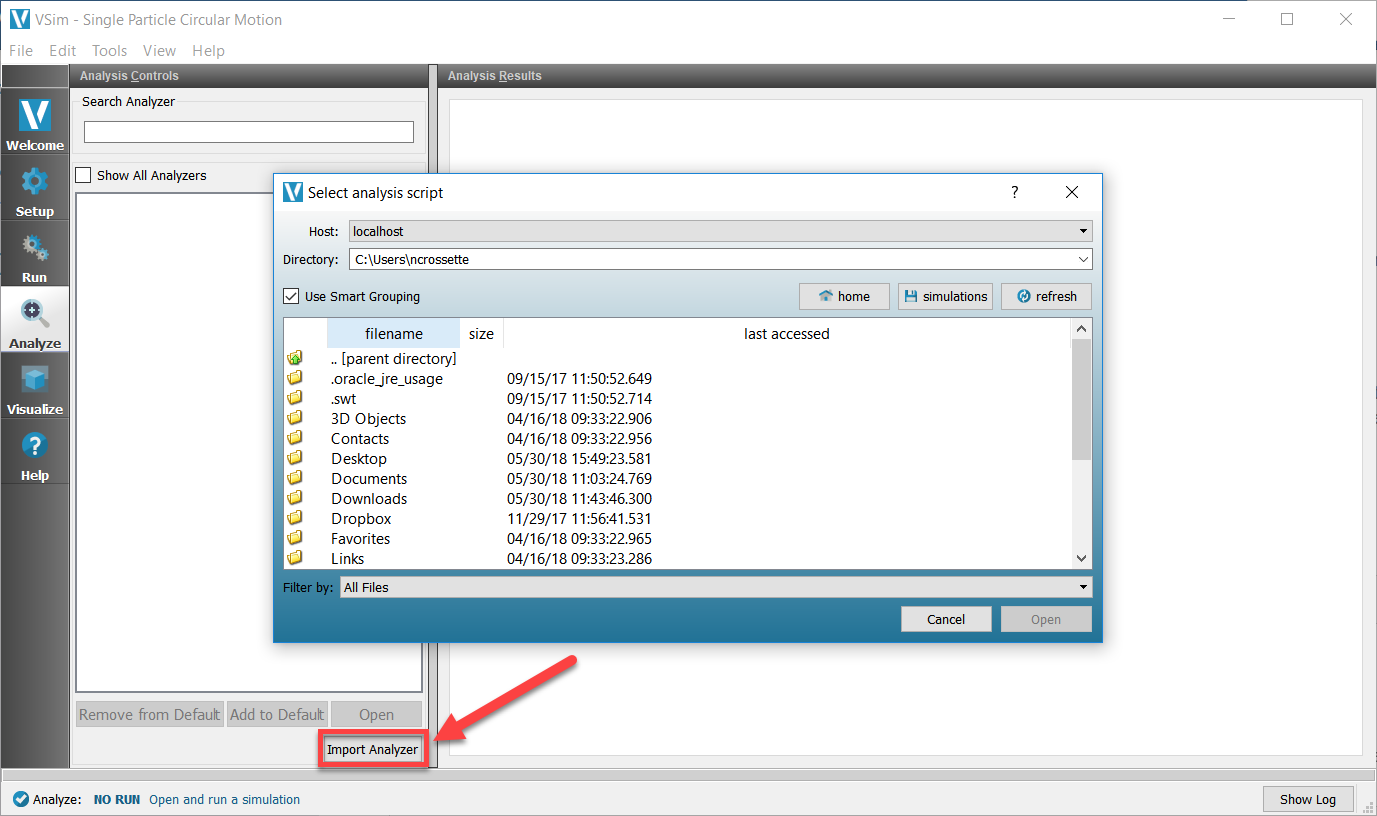 VSim - Single Particle Circular Motion
File Edit Tools View Help
Analysis Controls
Analysis Results
Welcome
Setup
Run
Analyze
Visualize
Help
Search Analyzer
Show All Analyzers
Select analysis script
?
Host: localhost
Directory: C:\Users\ncrossette
Use Smart Grouping
home
simulations
refresh
filename size last accessed
.. [parent directory]
.oracle_jre_usage 09/15/17 11:50:52.649
.swt 09/15/17 11:50:52.714
3D Objects 04/16/18 09:33:22.906
Contacts 04/16/18 09:33:22.956
Desktop 05/30/18 15:49:23.581
Documents 05/30/18 11:03:24.769
Downloads 05/30/18 11:43:46.300
Dropbox 11/29/17 11:56:41.531
Favorites 04/16/18 09:33:22.965
Links 04/16/18 09:33:23.286
Filter by: All Files
Cancel
Open
Remove from Default
Add to Default
Open
Import Analyzer
Analyze: NO RUN Open and run a simulation
Show Log